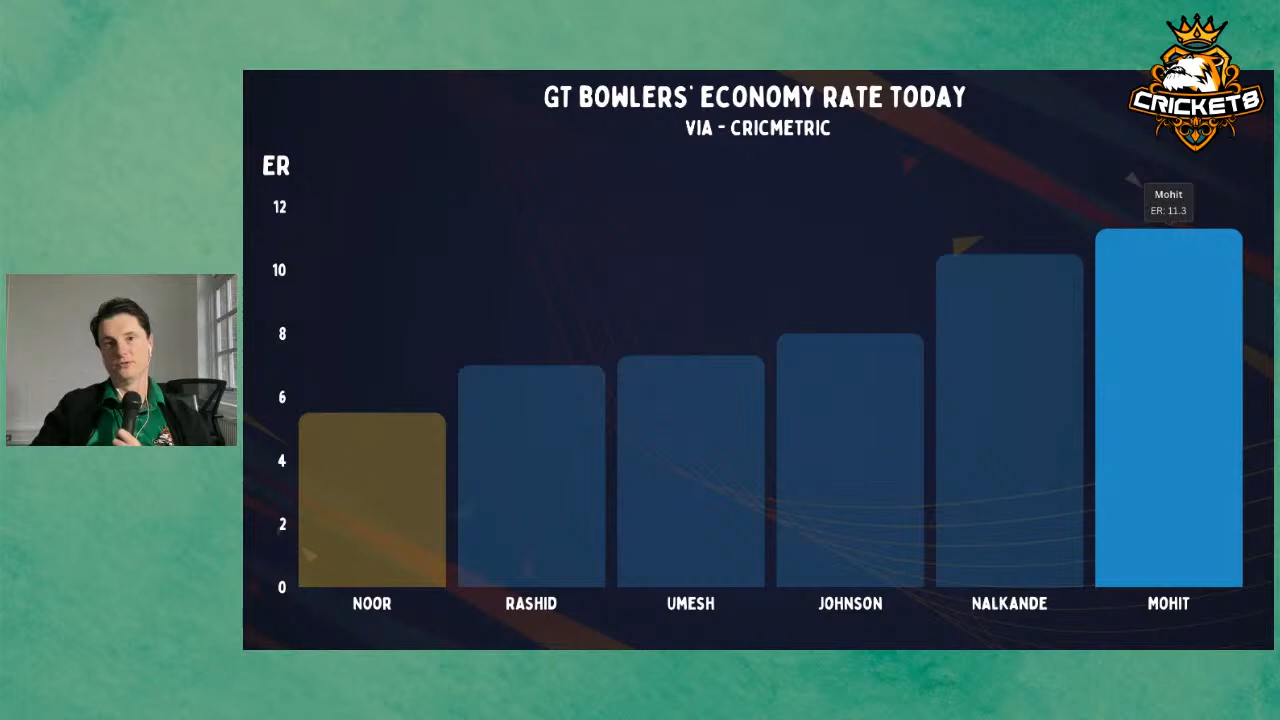 GT BOWLERS' ECONOMY RATE TODAY
VIA - CRICMETRIC
CRICKET8
ER
12
10
8
6
4
2
0
Mohit
ER: 11.3
NOOR
RASHID
UMESH
JOHNSON
NALKANDE
MOHIT